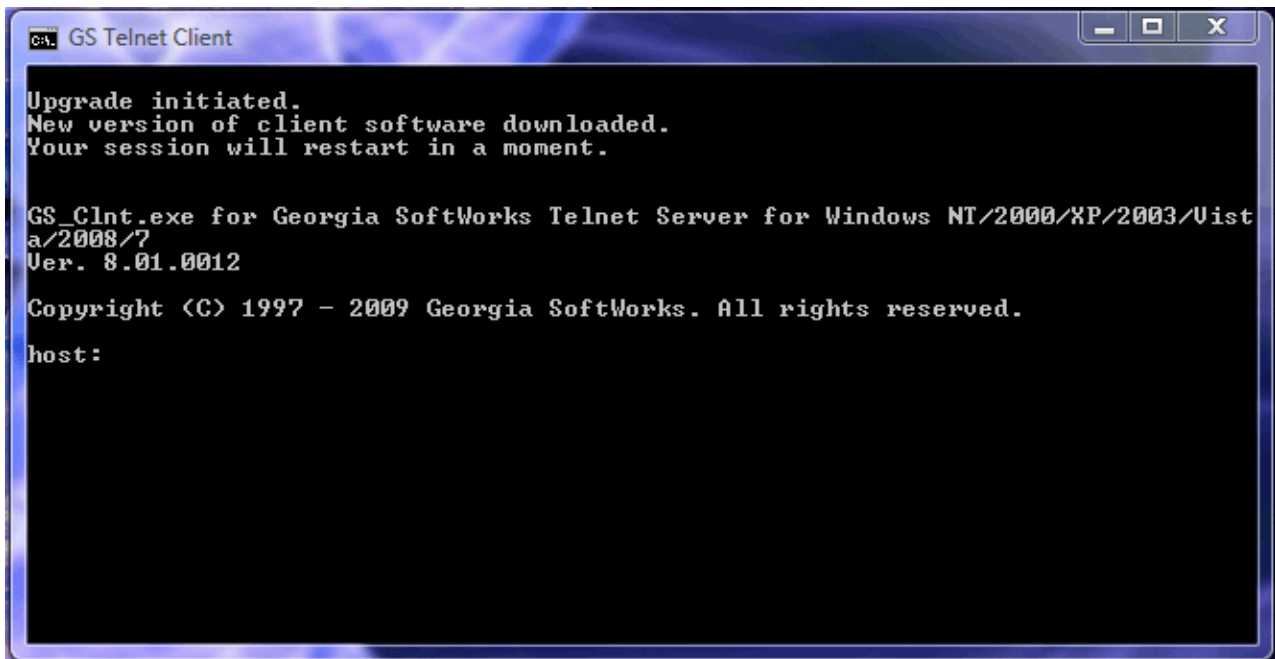 GS Telnet Client
Upgrade initiated.
New version of client software downloaded.
Your session will restart in a moment.
GS_Clnt.exe for Georgia SoftWorks Telnet Server for Windows NT/2000/XP/2003/Vist
a/2008/7
Ver. 8.01.0012
Copyright (C) 1997 - 2009 Georgia SoftWorks. All rights reserved.
host: